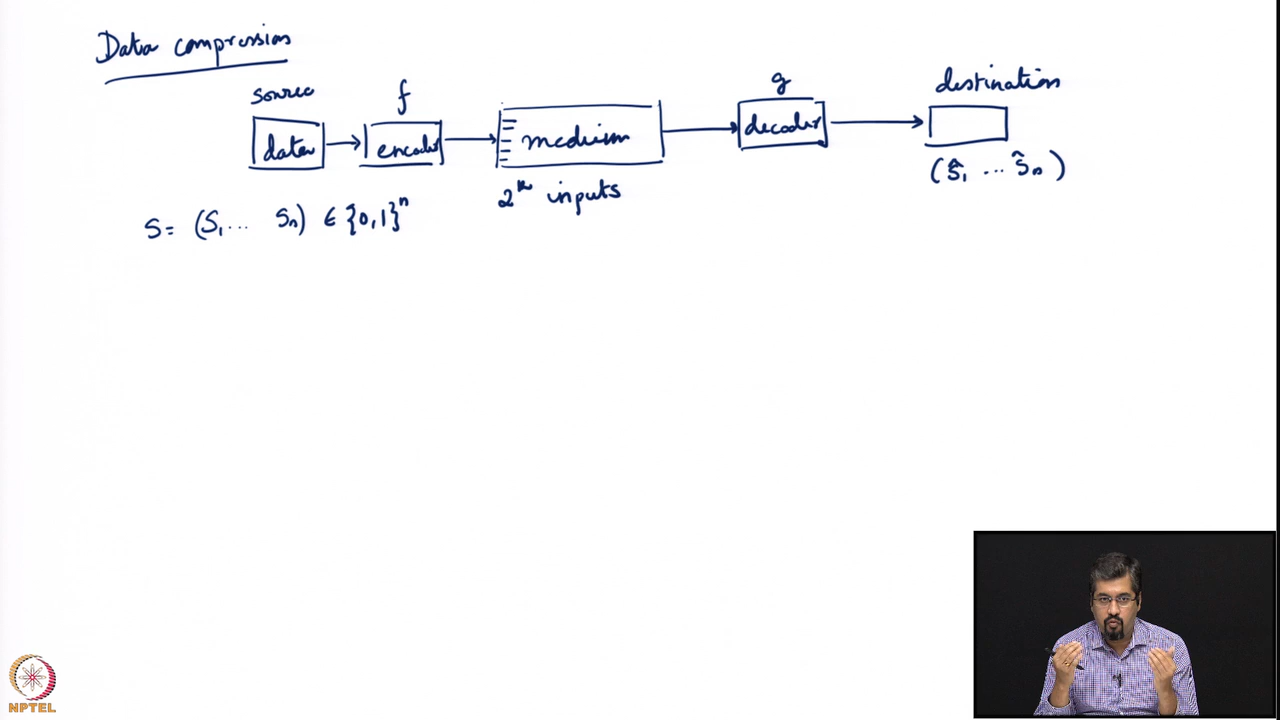 Data compression
source f g destination
data encoder medium decoder
2^k inputs (Ŝ₁ ... Ŝₙ)
S= (S₁... Sₙ) ∈ {0,1}ⁿ
NPTEL